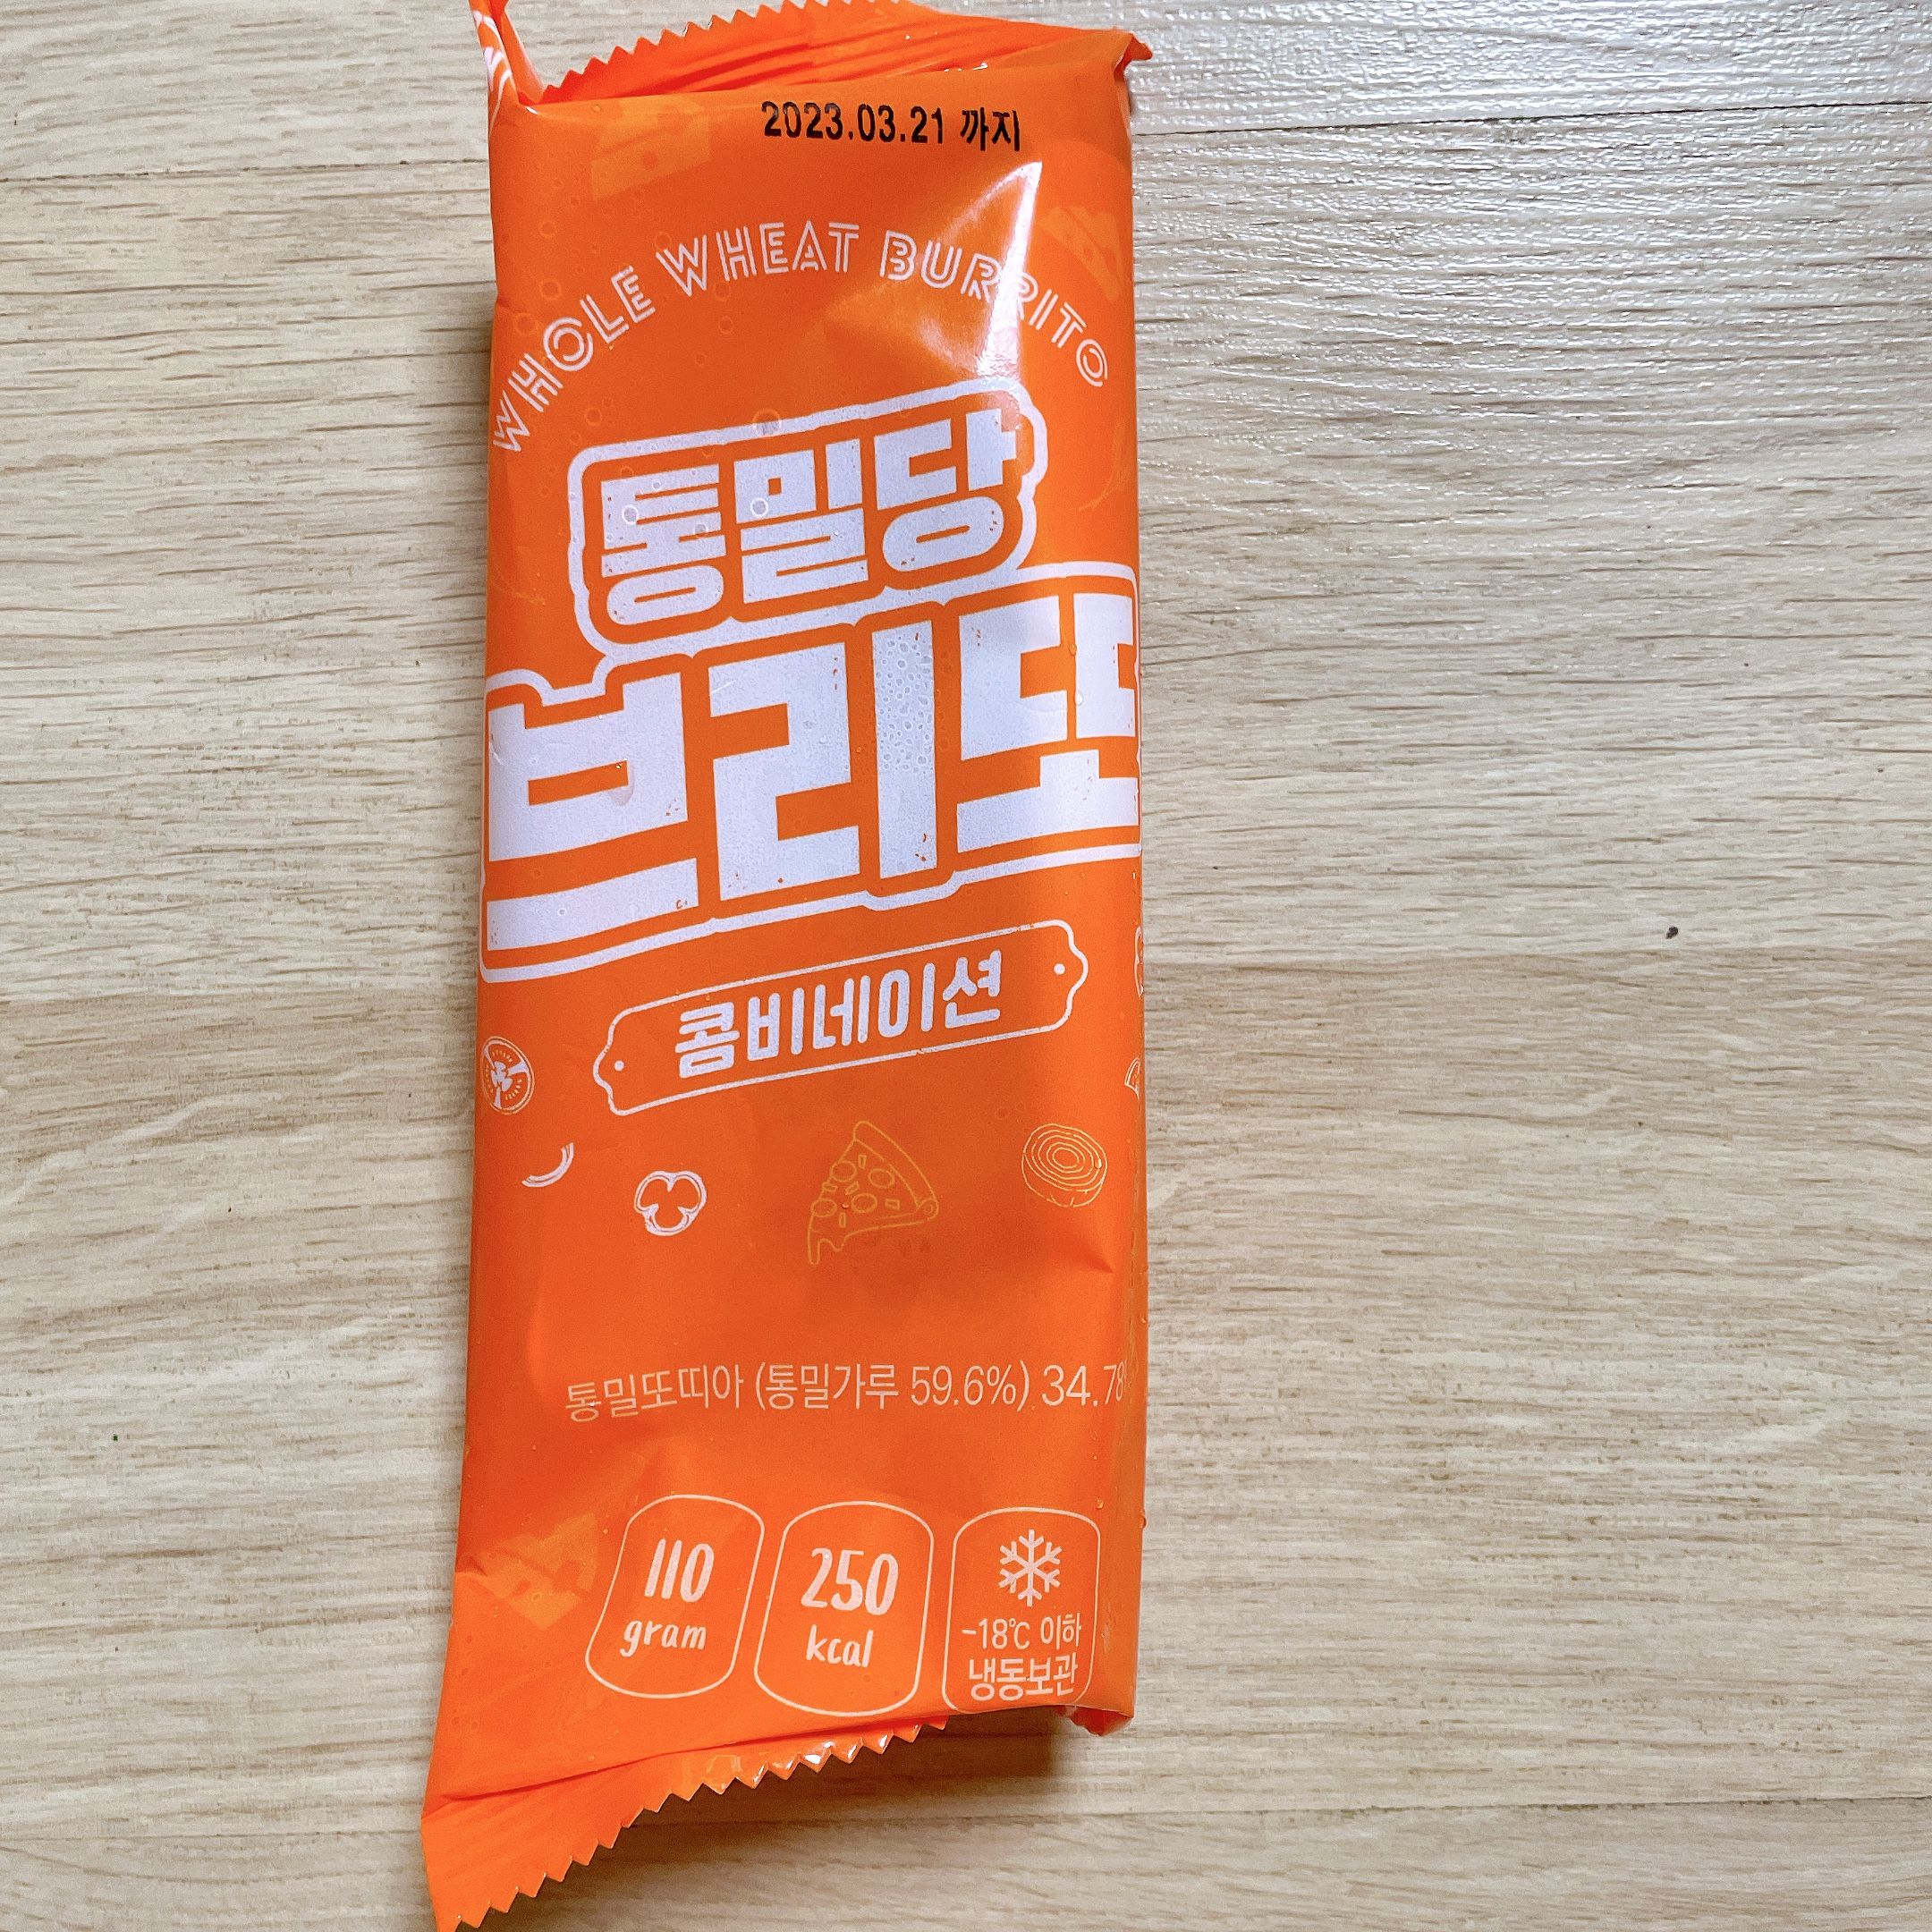 2023.03.21 까지
WHOLE WHEAT BURRITO
통밀당
브리또
콤비네이션
통밀또띠아 (통밀가루 59.6%) 34.78
110
gram
250
kcal
-18℃ 이하
냉동보관